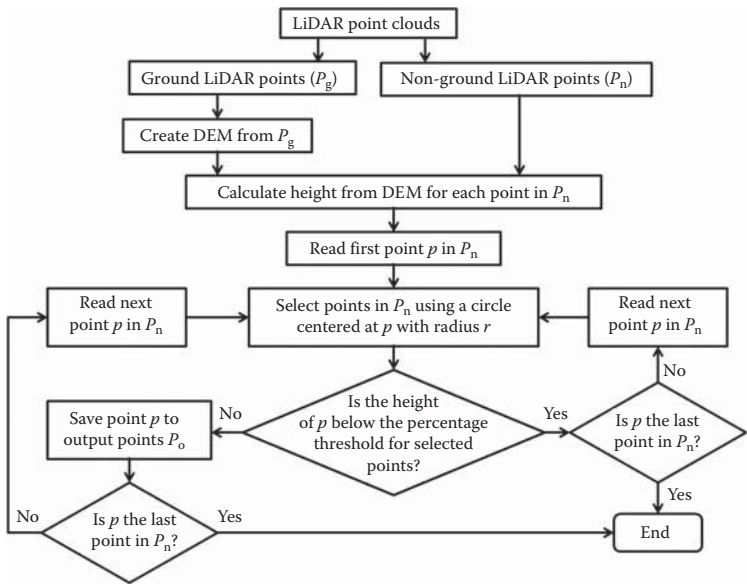 LiDAR point clouds
Ground LiDAR points (Pg)
Non-ground LiDAR points (Pn)
Create DEM from Pg
Calculate height from DEM for each point in Pn
Read first point p in Pn
Read next
point p in Pn
Select points in Pn using a circle
centered at p with radius r
Read next
point p in Pn
No
Save point p to
output points Po
No
Is the height
of p below the percentage
threshold for selected
points?
Yes
Is p the last
point in Pn?
No
Is p the last
point in Pn?
Yes
Yes
End